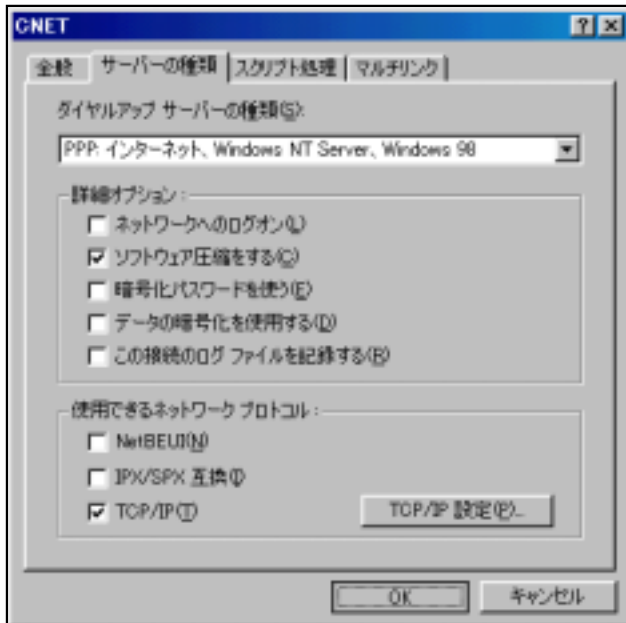 CNET
全般 サーバーの種類 スクリプト処理 マルチリンク
ダイヤルアップ サーバーの種類(S):
PPP: インターネット、Windows NT Server、Windows 98
詳細オプション:
ネットワークへのログオン(L)
ソフトウェア圧縮をする(C)
暗号化パスワードを使う(E)
データの暗号化を使用する(D)
この接続のログ ファイルを記録する(R)
使用できるネットワーク プロトコル:
NetBEUI(N)
IPX/SPX 互換(I)
TCP/IP(T)
TCP/IP 設定(P)...
OK キャンセル